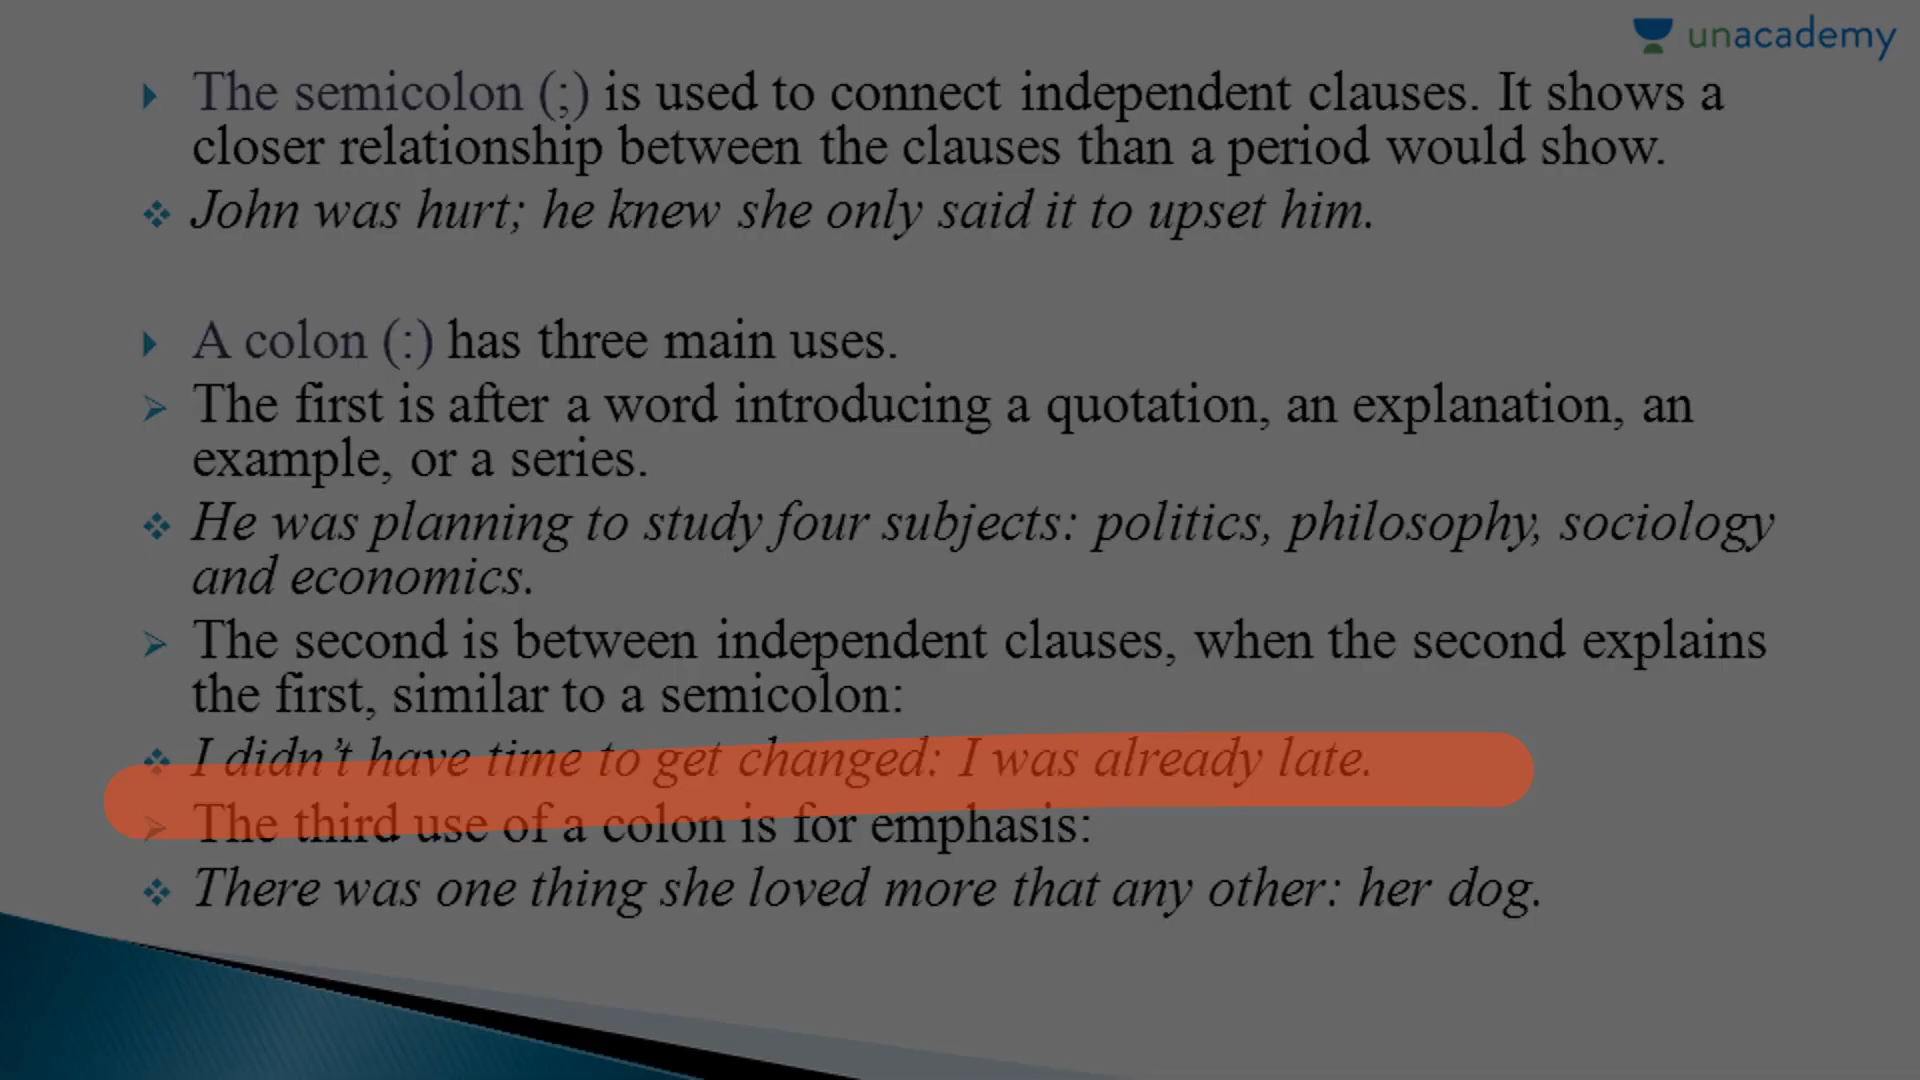 unacademy
The semicolon (;) is used to connect independent clauses. It shows a
closer relationship between the clauses than a period would show.
John was hurt; he knew she only said it to upset him.
A colon (:) has three main uses.
The first is after a word introducing a quotation, an explanation, an
example, or a series.
He was planning to study four subjects: politics, philosophy, sociology
and economics.
The second is between independent clauses, when the second explains
the first, similar to a semicolon:
I didn’t have time to get changed: I was already late.
The third use of a colon is for emphasis:
There was one thing she loved more that any other: her dog.